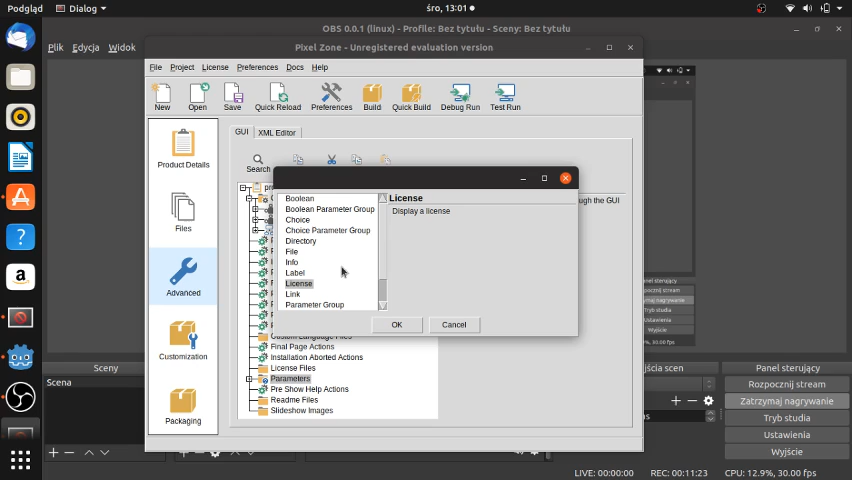 Podgląd
Dialog
śro, 13:01
OBS 0.0.1 (linux) - Profile: Bez tytułu - Sceny: Bez tytułu
Plik Edycja Widok
Pixel Zone - Unregistered evaluation version
File Project License Preferences Docs Help
New Open Save Quick Reload Preferences Build Quick Build Debug Run Test Run
GUI XML Editor
Product Details
Files
Advanced
Customization
Packaging
Search
ugh the GUI
Boolean
Boolean Parameter Group
Choice
Choice Parameter Group
Directory
File
Info
Label
License
Link
Parameter Group
License
Display a license
OK Cancel
Custom Language Files
Final Page Actions
Installation Aborted Actions
License Files
Parameters
Pre Show Help Actions
Readme Files
Slideshow Images
Sceny
Scena
jścia scen
Panel sterujący
Rozpocznij stream
Zatrzymaj nagrywanie
Tryb studia
Ustawienia
Wyjście
LIVE: 00:00:00 REC: 00:11:23 CPU: 12.9%, 30.00 fps